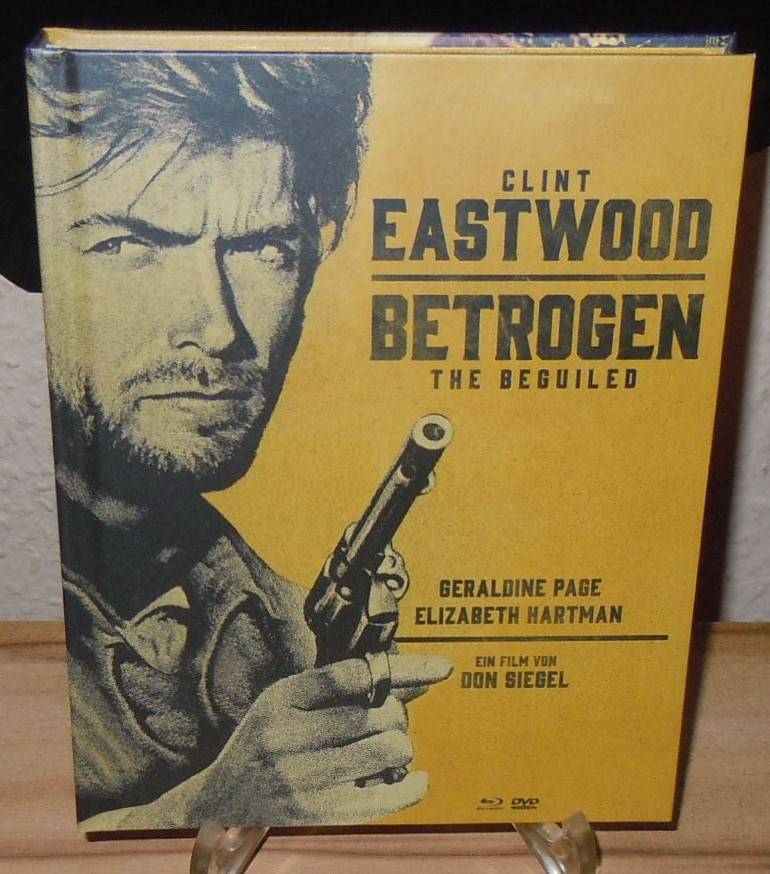 CLINT
EASTWOOD
BETROGEN
THE BEGUILED
GERALDINE PAGE
ELIZABETH HARTMAN
EIN FILM VON
DON SIEGEL
DVD